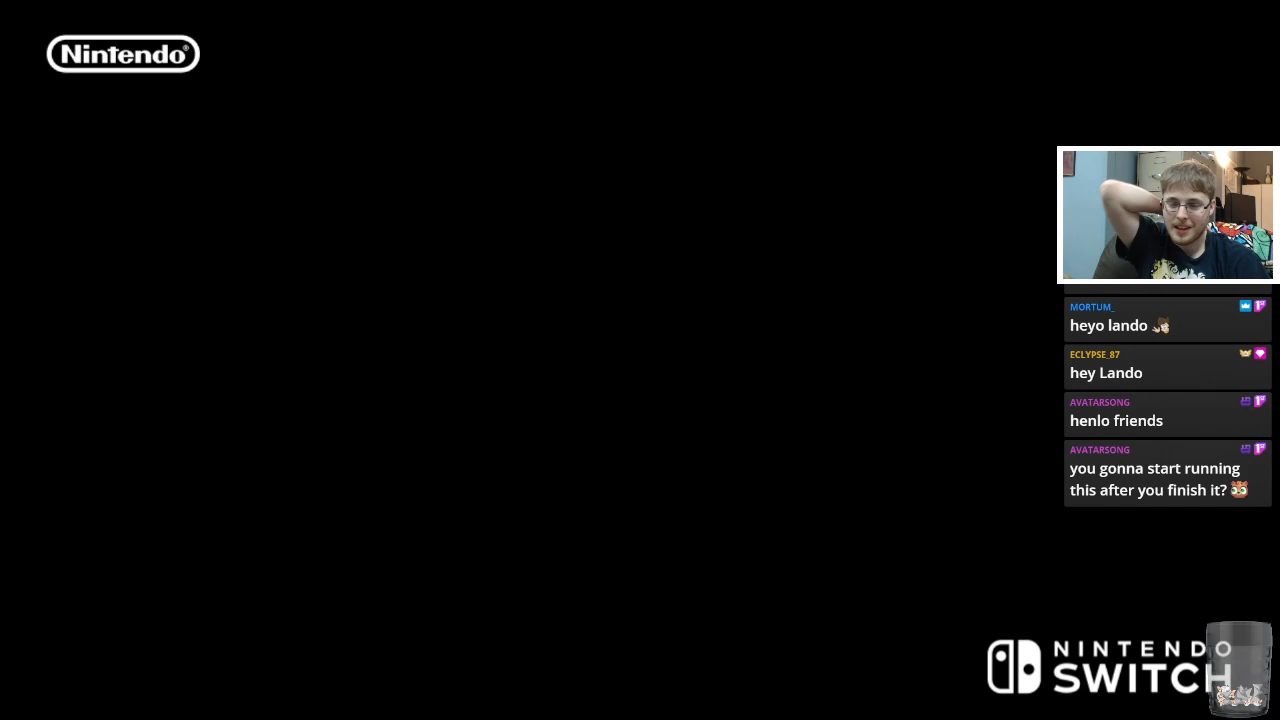 Nintendo®
MORTUM_
heyo lando
ECLYPSE_87
hey Lando
AVATARSONG
henlo friends
AVATARSONG
you gonna start running
this after you finish it?
NINTENDO
SWITCH